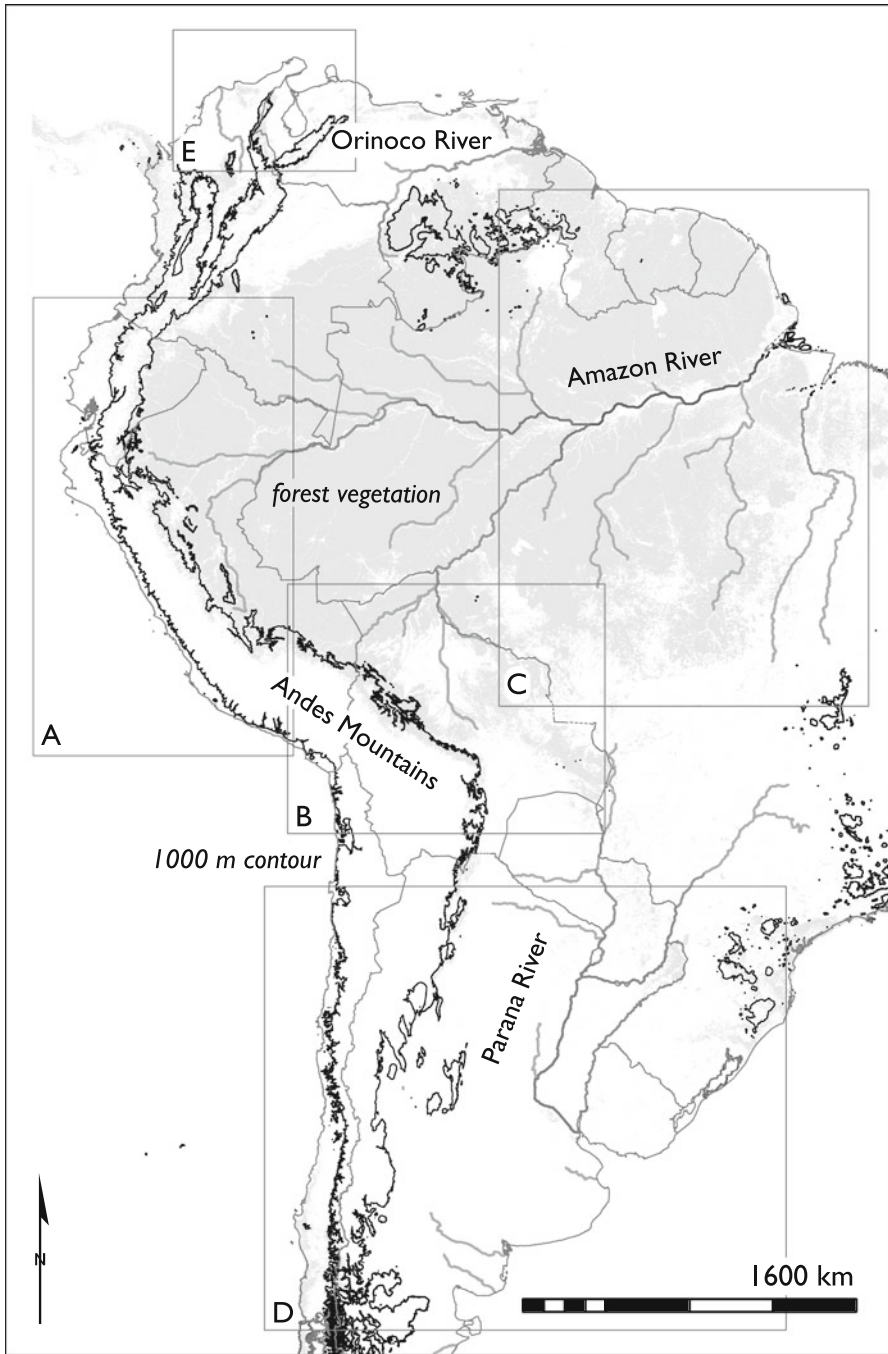 E
Orinoco River
Amazon River
forest vegetation
C
A
Andes Mountains
B
1000 m contour
Parana River
N
1600 km
D